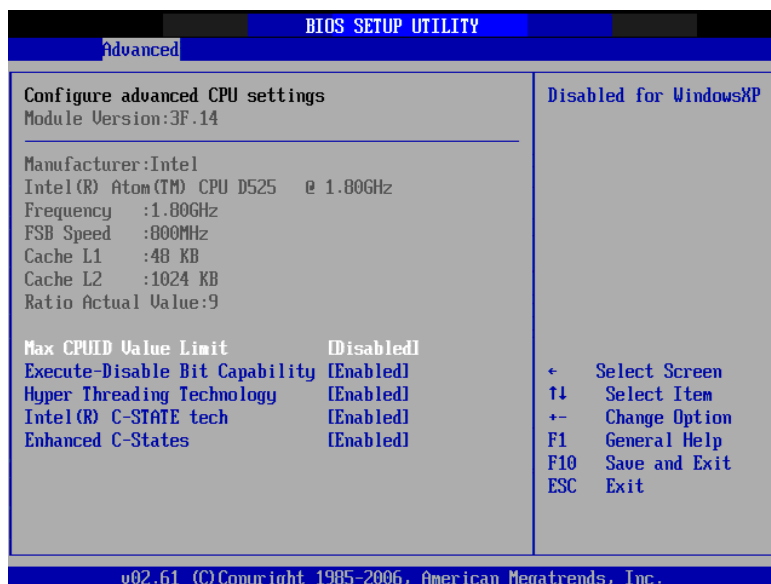 BIOS SETUP UTILITY
Advanced
Configure advanced CPU settings
Module Version:3F.14
Manufacturer:Intel
Intel(R) Atom(TM) CPU D525 @ 1.80GHz
Frequency :1.80GHz
FSB Speed :800MHz
Cache L1 :48 KB
Cache L2 :1024 KB
Ratio Actual Value:9
Max CPUID Value Limit [Disabled]
Execute-Disable Bit Capability [Enabled]
Hyper Threading Technology [Enabled]
Intel(R) C-STATE tech [Enabled]
Enhanced C-States [Enabled]
Disabled for WindowsXP
← Select Screen
↑↓ Select Item
+- Change Option
F1 General Help
F10 Save and Exit
ESC Exit
v02.61 (C)Copyright 1985-2006, American Megatrends, Inc.